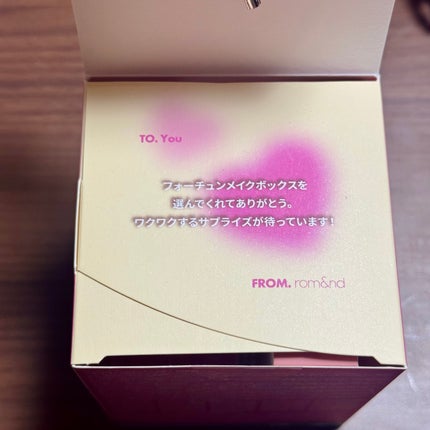 TO. You
フォーチュンメイクボックスを
選んでくれてありがとう。
ワクワクするサプライズが待っています!
FROM. rom&nd